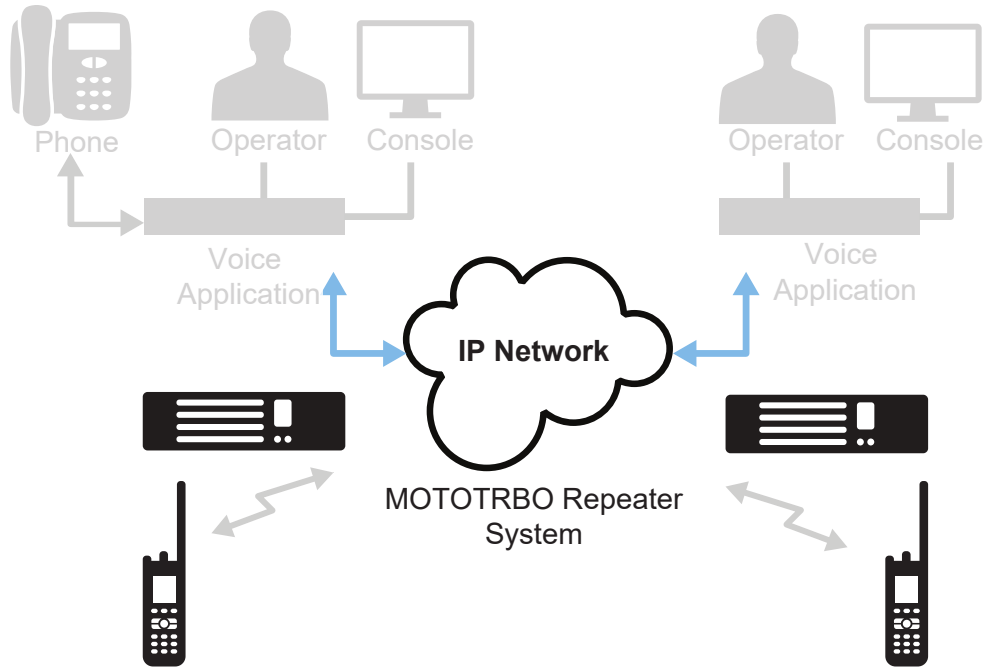 Phone
Operator
Console
Operator
Console
Voice
Application
Voice
Application
IP Network
MOTOTRBO Repeater
System